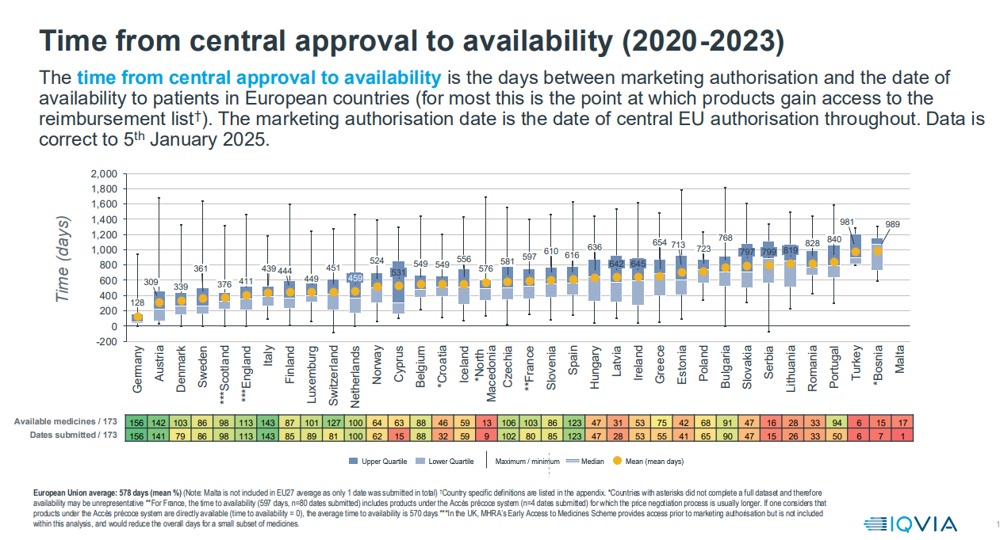 Time from central approval to availability (2020-2023)
The time from central approval to availability is the days between marketing authorisation and the date of
availability to patients in European countries (for most this is the point at which products gain access to the
reimbursement list†). The marketing authorisation date is the date of central EU authorisation throughout. Data is
correct to 5th January 2025.
Time (days)
2,000
1,800
1,600
1,400
1,200
1,000
800
600
400
200
0
-200
128 309 339 361 376 411 439 444 449 451 459 524 531 549 549 556 576 581 597 610 616 636 642 645 654 713 723 768 797 799 819 828 840 981 989
Germany
Austria
Denmark
Sweden
***Scotland
***England
Italy
Finland
Luxemburg
Switzerland
Netherlands
Norway
Cyprus
Belgium
*Croatia
Iceland
*North
Macedonia
Czechia
**France
Slovenia
Spain
Hungary
Latvia
Ireland
Greece
Estonia
Poland
Bulgaria
Slovakia
Serbia
Lithuania
Romania
Portugal
Turkey
*Bosnia
Malta
Available medicines / 173 156 142 103 86 98 113 143 87 101 127 100 64 63 88 46 59 13 106 103 86 123 47 31 53 75 42 68 91 47 16 28 33 94 6 15 17
Dates submitted / 173 156 141 79 86 98 113 143 85 89 81 100 62 15 88 32 59 9 102 80 85 123 47 28 53 55 41 65 90 47 15 26 33 50 6 7 1
Upper Quartile Lower Quartile Maximum / minimum Median Mean (mean days)
European Union average: 578 days (mean %) (Note: Malta is not included in EU27 average as only 1 date was submitted in total) †Country specific definitions are listed in the appendix. *Countries with asterisks did not complete a full dataset and therefore
availability may be unrepresentative **For France, the time to availability (597 days, n=80 dates submitted) includes products under the Accès précoce system (n=4 dates submitted) for which the price negotiation process is usually longer. If one considers that
products under the Accès précoce system are directly available (time to availability = 0), the average time to availability is 570 days ***In the UK, MHRA's Early Access to Medicines Scheme provides access prior to marketing authorisation but is not included
within this analysis, and would reduce the overall days for a small subset of medicines.
IQVIA
1